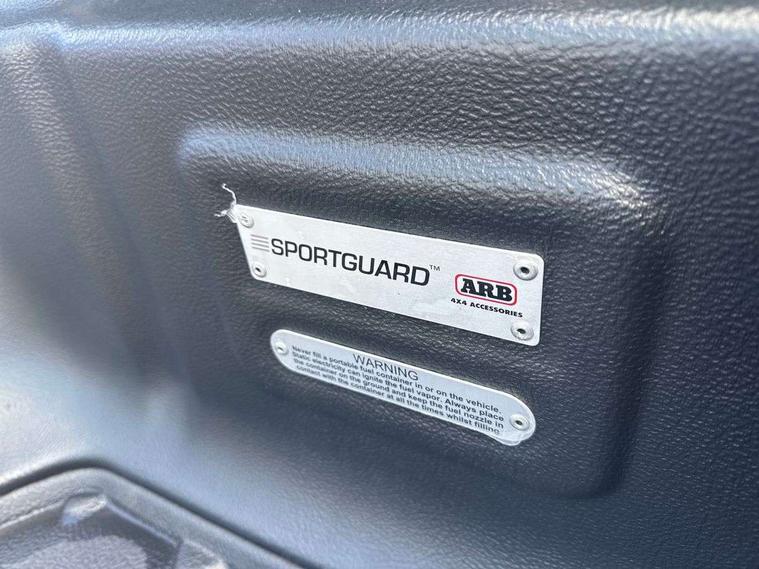 SPORTGUARD™
ARB
4X4 ACCESSORIES
WARNING
Never fill a portable fuel container in or on the vehicle.
Static electricity can ignite the fuel vapor. Always place
the container on the ground and keep the fuel nozzle in
contact with the container at all the times whilst filling